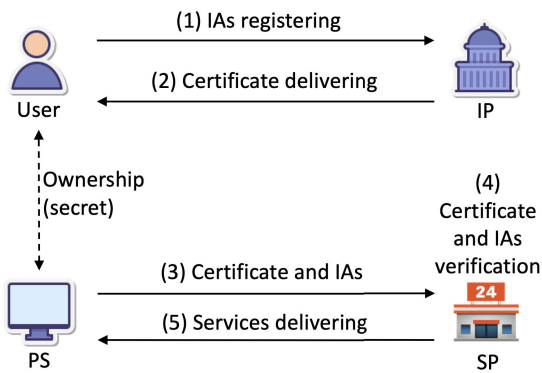 (1) IAs registering
(2) Certificate delivering
User
IP
Ownership
(secret)
(4)
Certificate
and IAs
verification
(3) Certificate and IAs
24
(5) Services delivering
PS
SP